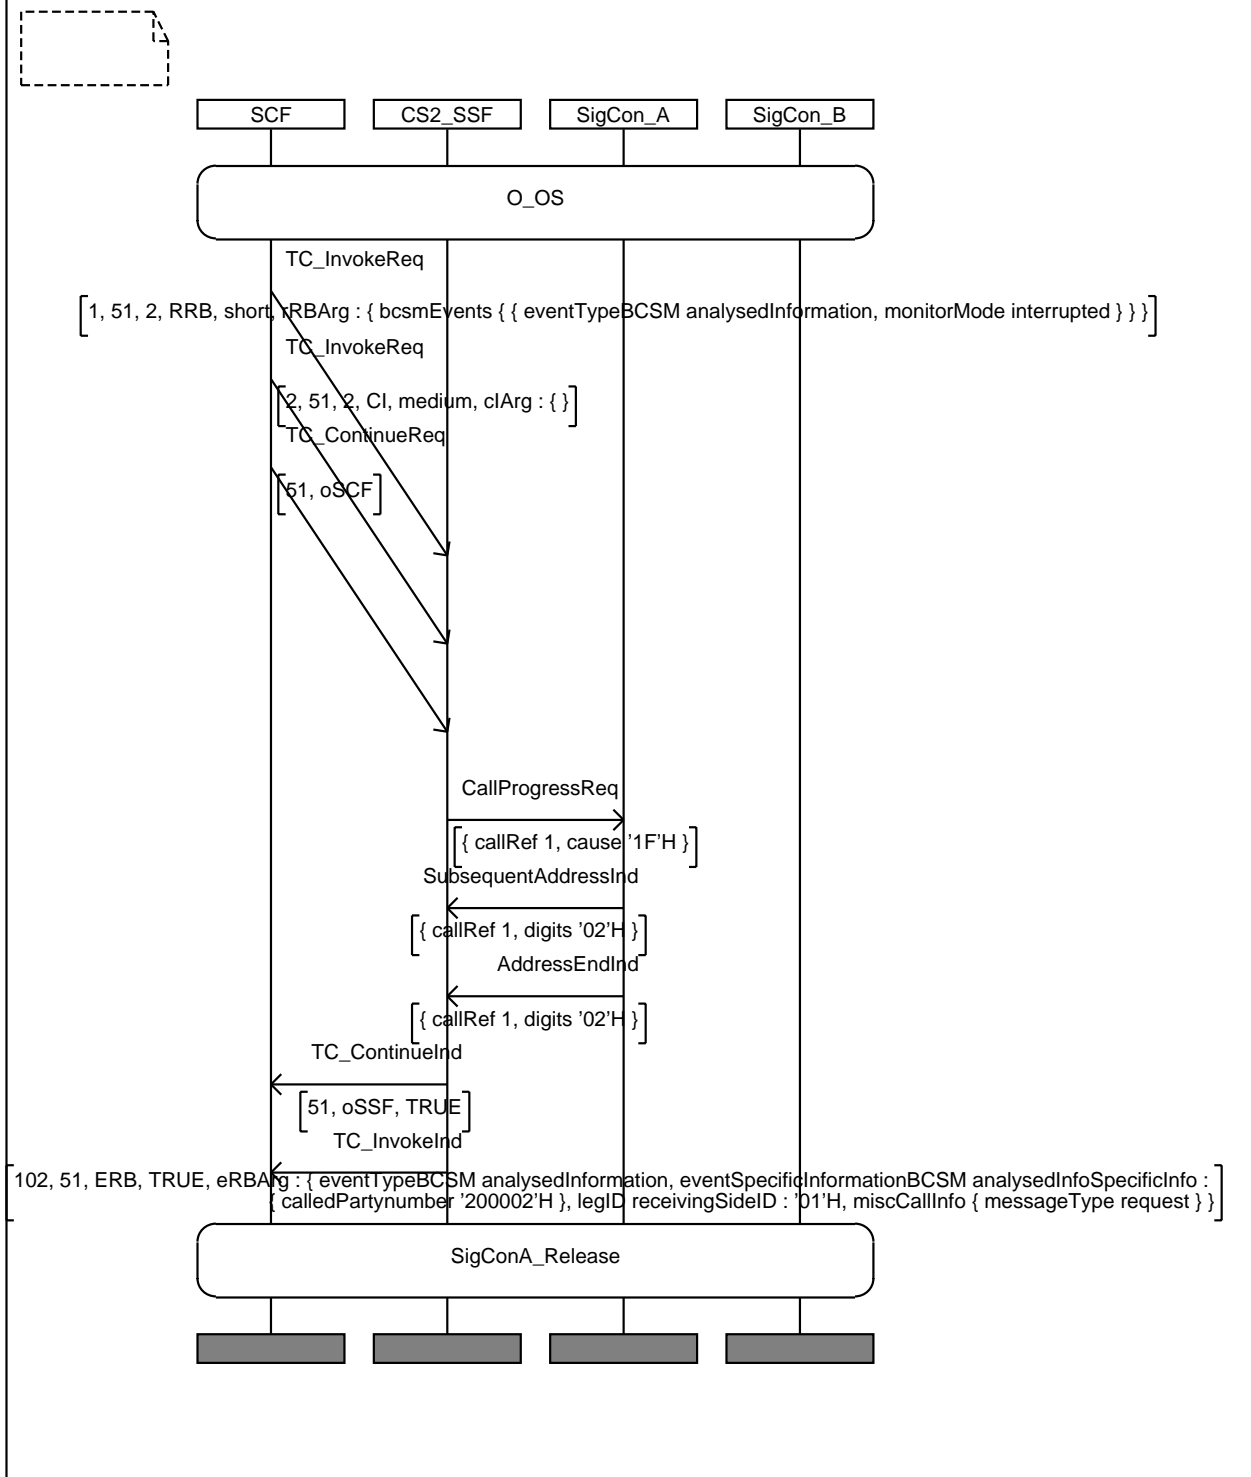 SCF CS2_SSF SigCon_A SigCon_B
O_OS
TC_InvokeReq
1, 51, 2, RRB, short, rRBArg : { bcsmEvents { { eventTypeBCSM analysedInformation, monitorMode interrupted } } }
TC_InvokeReq
2, 51, 2, CI, medium, cIArg : { }
TC_ContinueReq
51, oSCF
CallProgressReq
{ callRef 1, cause ’1F’H }
SubsequentAddressInd
{ callRef 1, digits ’02’H }
AddressEndInd
{ callRef 1, digits ’02’H }
TC_ContinueInd
51, oSSF, TRUE
TC_InvokeInd
102, 51, ERB, TRUE, eRBArg : { eventTypeBCSM analysedInformation, eventSpecificInformationBCSM analysedInfoSpecificInfo :
{ calledPartynumber ’200002’H }, legID receivingSideID : ’01’H, miscCallInfo { messageType request } }
SigConA_Release